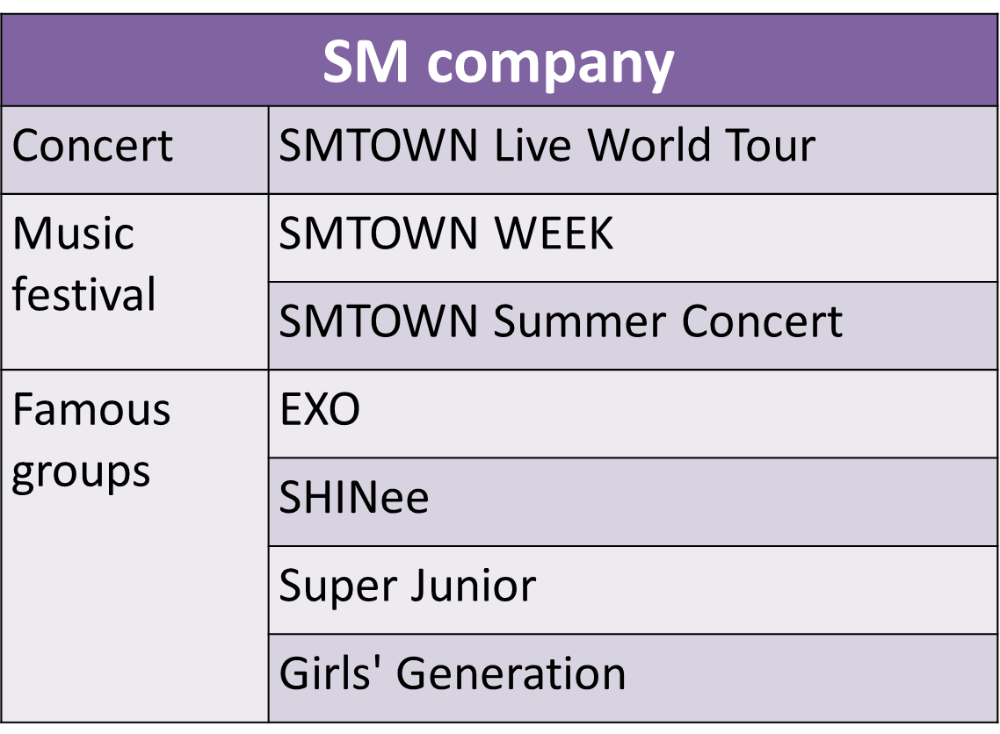 SM company
Concert
SMTOWN Live World Tour
Music
festival
SMTOWN WEEK
SMTOWN Summer Concert
Famous
groups
EXO
SHINee
Super Junior
Girls' Generation